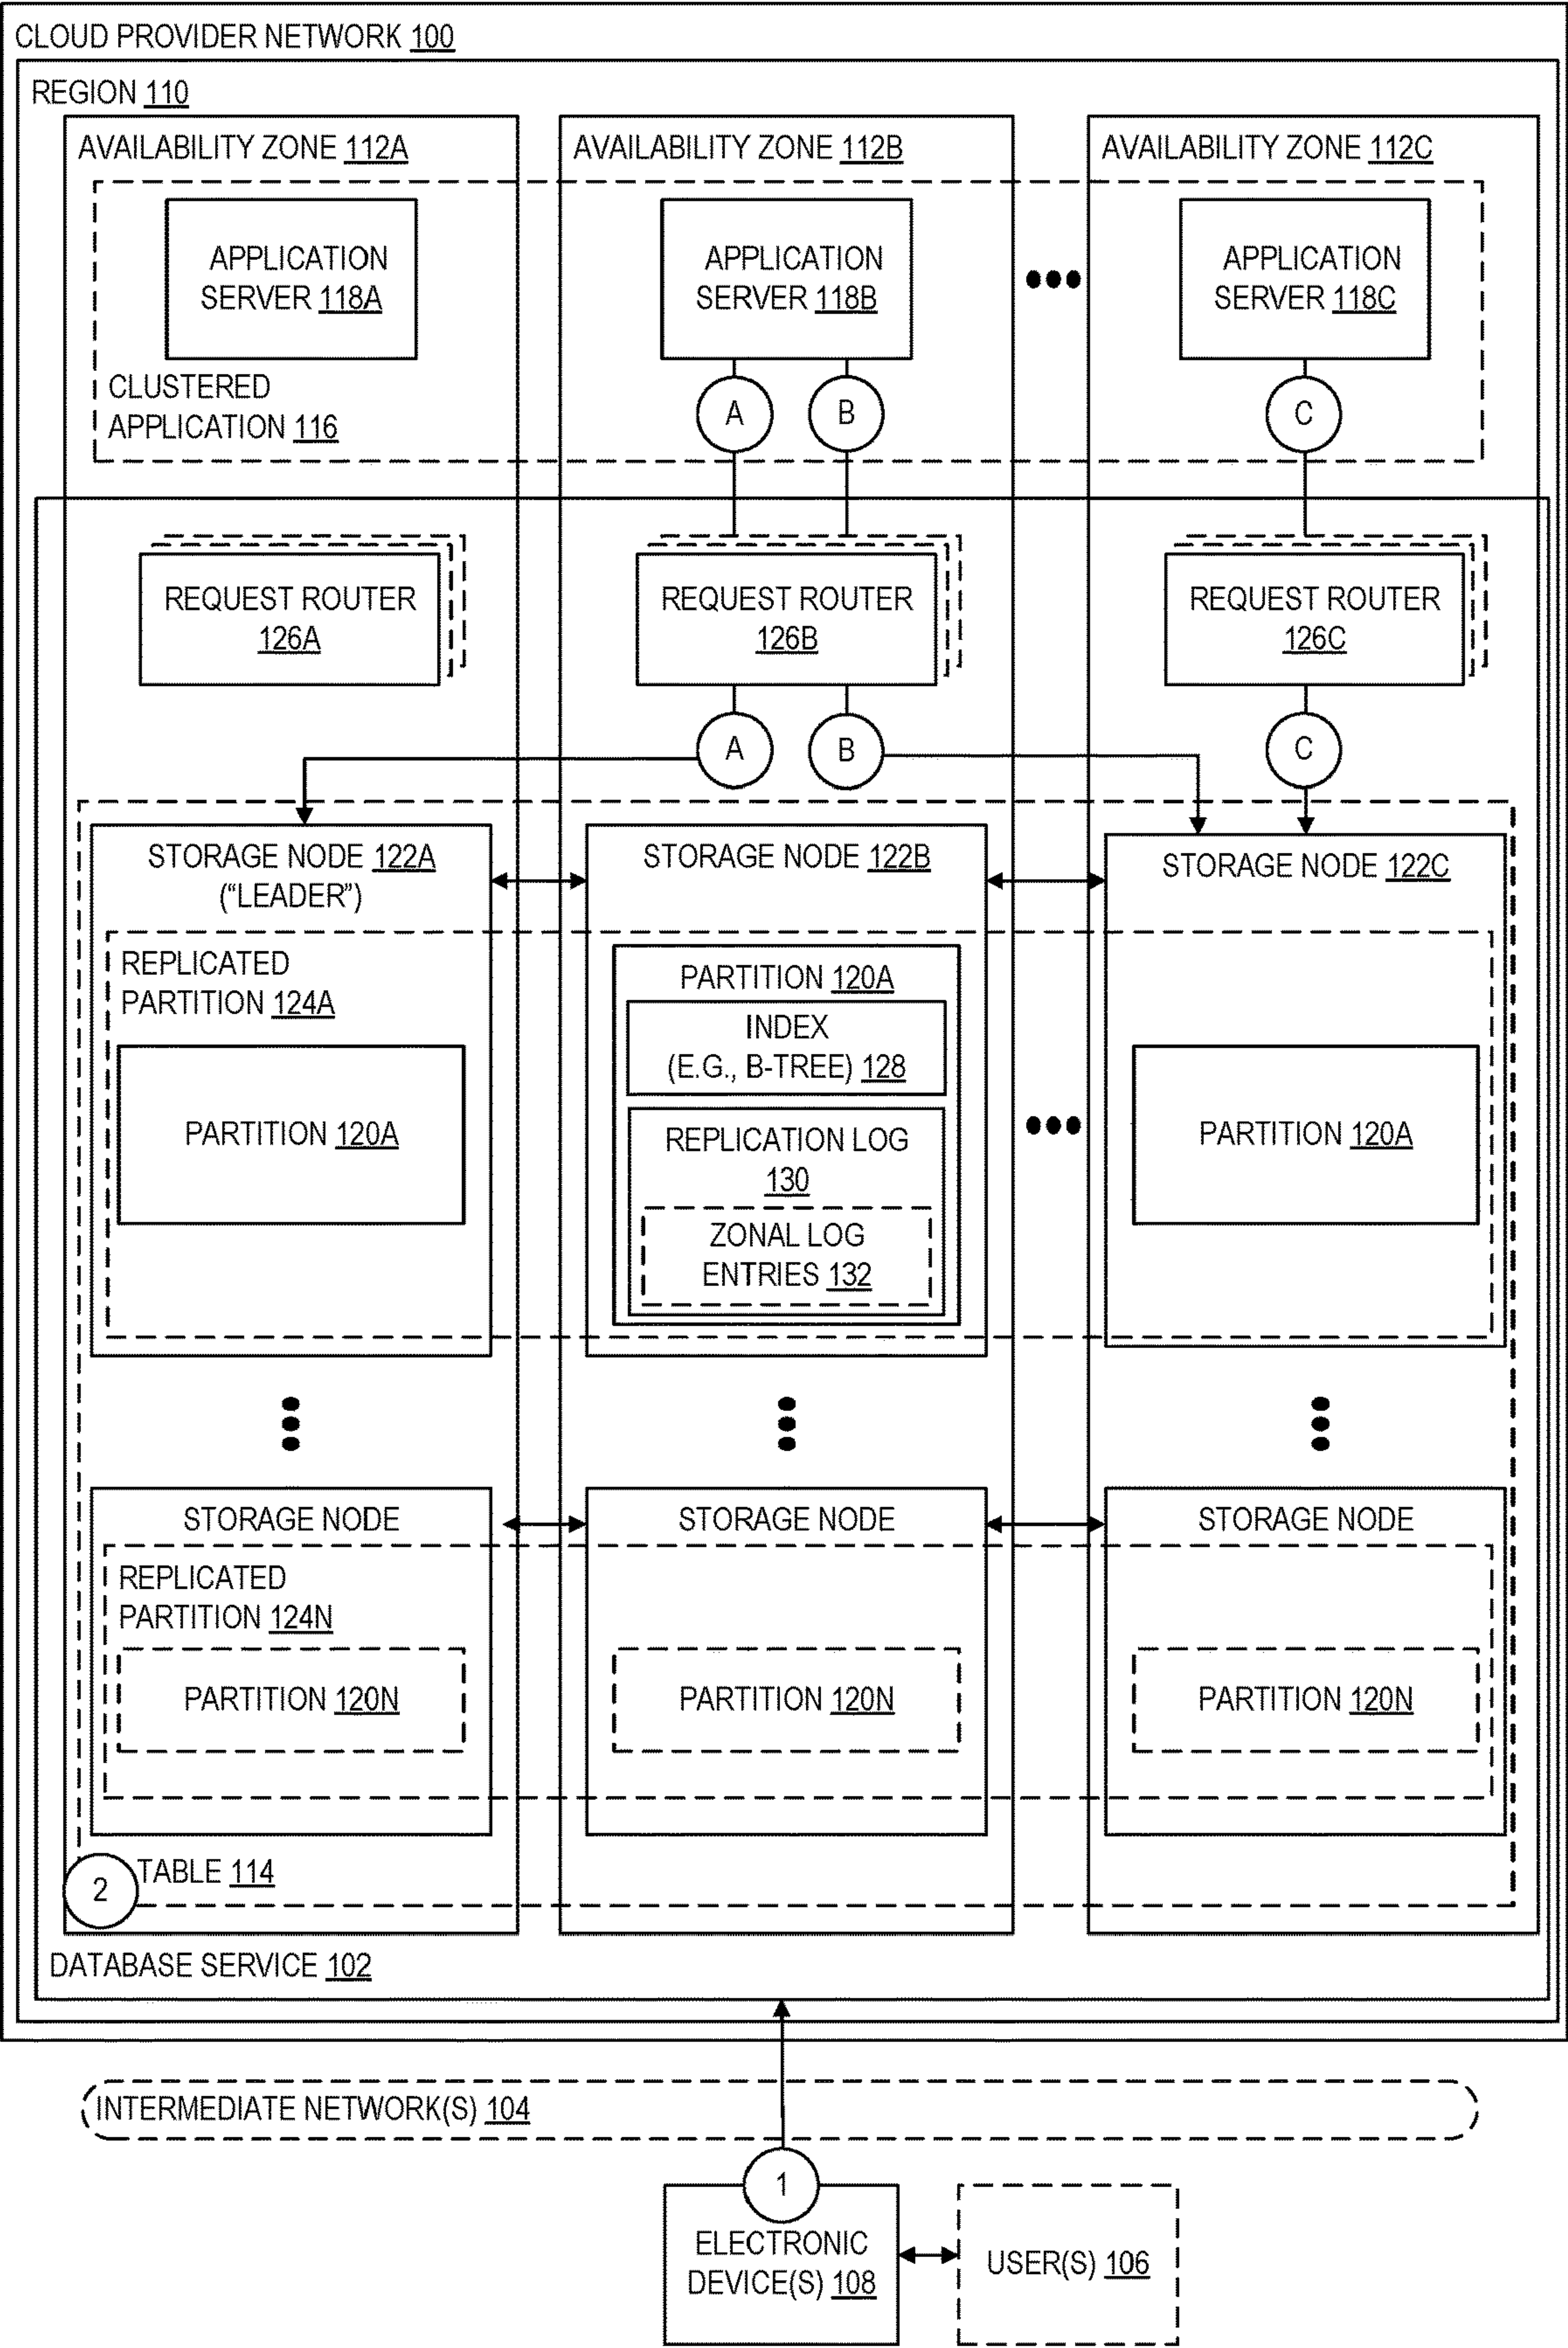 CLOUD PROVIDER NETWORK 100
REGION 110
AVAILABILITY ZONE 112A
AVAILABILITY ZONE 112B
AVAILABILITY ZONE 112C
APPLICATION
SERVER 118A
APPLICATION
SERVER 118B
APPLICATION
SERVER 118C
CLUSTERED
APPLICATION 116
A
B
C
REQUEST ROUTER
126A
REQUEST ROUTER
126B
REQUEST ROUTER
126C
A
B
C
STORAGE NODE 122A
("LEADER")
STORAGE NODE 122B
STORAGE NODE 122C
REPLICATED
PARTITION 124A
PARTITION 120A
PARTITION 120A
INDEX
(E.G., B-TREE) 128
REPLICATION LOG
130
ZONAL LOG
ENTRIES 132
PARTITION 120A
STORAGE NODE
STORAGE NODE
STORAGE NODE
REPLICATED
PARTITION 124N
PARTITION 120N
PARTITION 120N
PARTITION 120N
2
TABLE 114
DATABASE SERVICE 102
INTERMEDIATE NETWORK(S) 104
1
ELECTRONIC
DEVICE(S) 108
USER(S) 106